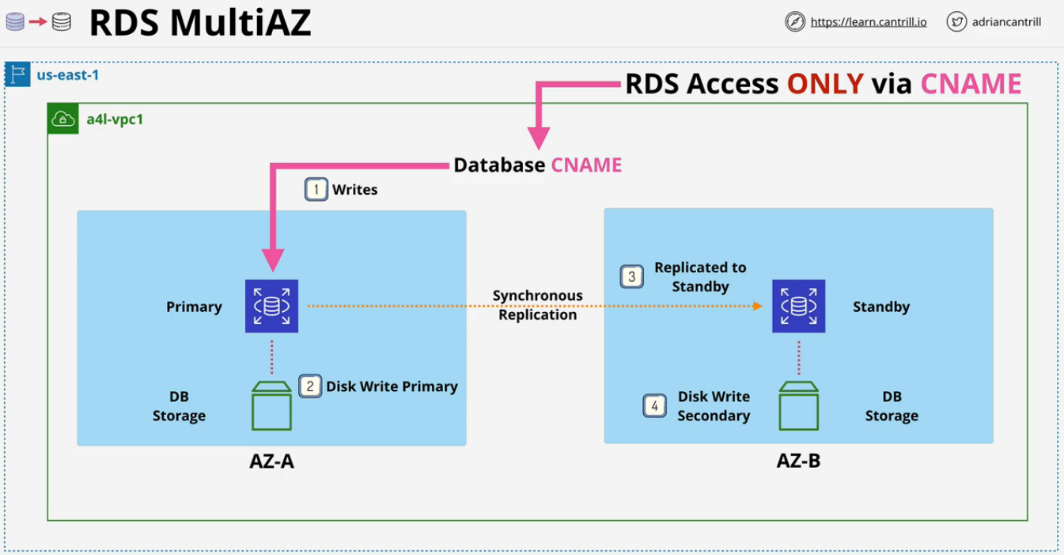 RDS MultiAZ
https://learn.cantrill.io
adriancantrill
us-east-1
RDS Access ONLY via CNAME
a4l-vpc1
Database CNAME
1 Writes
3 Replicated to
Standby
Primary
Synchronous
Replication
Standby
2 Disk Write Primary
DB
Storage
4 Disk Write
Secondary
DB
Storage
AZ-A
AZ-B